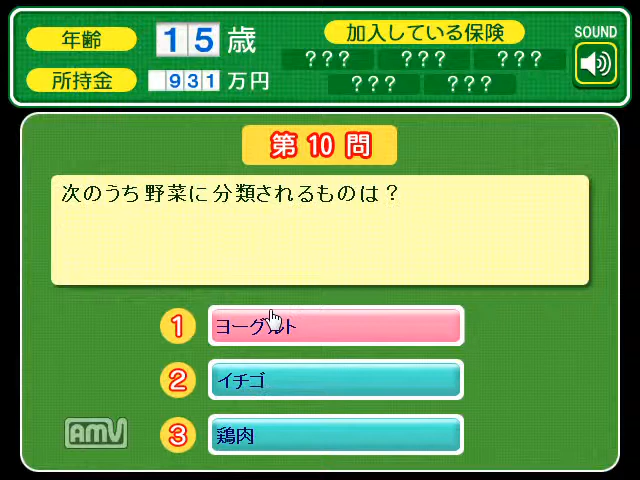 年齢 15歳
所持金 931万円
加入している保険
??? ??? ???
??? ???
SOUND
第10問
次のうち野菜に分類されるものは？
1 ヨーグルト
2 イチゴ
3 鶏肉
AMV